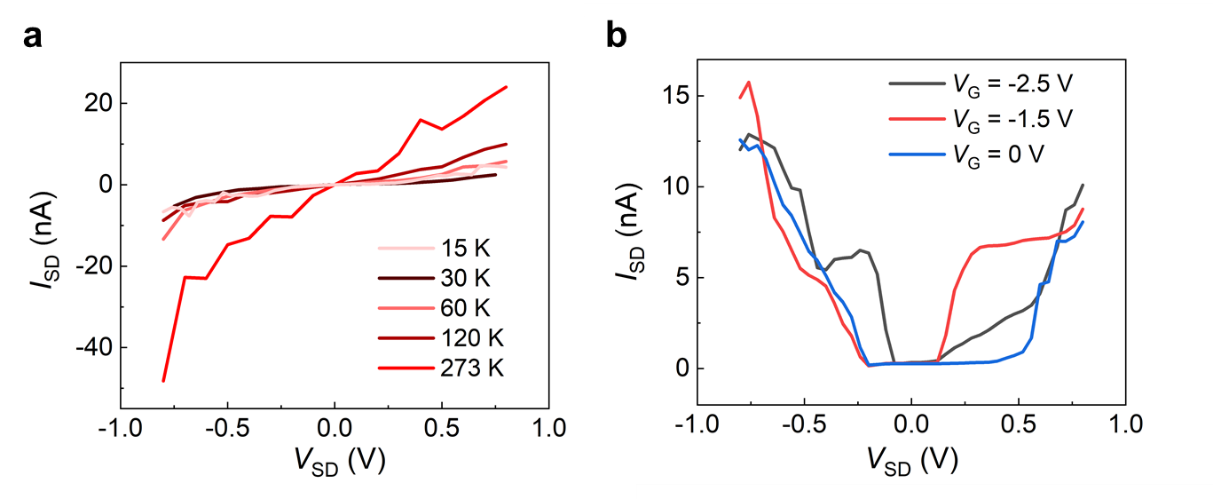 a
20
0
-20
-40
I_SD (nA)
15 K
30 K
60 K
120 K
273 K
-1.0 -0.5 0.0 0.5 1.0
V_SD (V)
b
15
10
5
0
I_SD (nA)
V_G = -2.5 V
V_G = -1.5 V
V_G = 0 V
-1.0 -0.5 0.0 0.5 1.0
V_SD (V)